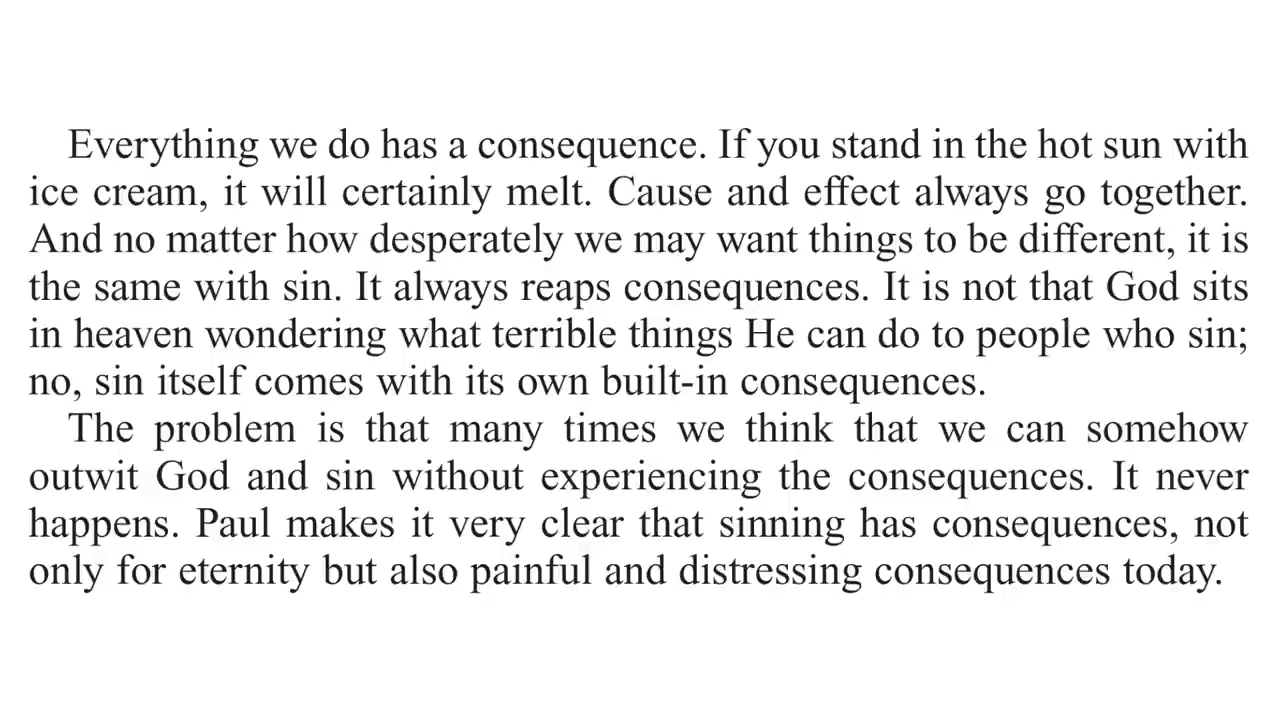 Everything we do has a consequence. If you stand in the hot sun with
ice cream, it will certainly melt. Cause and effect always go together.
And no matter how desperately we may want things to be different, it is
the same with sin. It always reaps consequences. It is not that God sits
in heaven wondering what terrible things He can do to people who sin;
no, sin itself comes with its own built-in consequences.
The problem is that many times we think that we can somehow
outwit God and sin without experiencing the consequences. It never
happens. Paul makes it very clear that sinning has consequences, not
only for eternity but also painful and distressing consequences today.